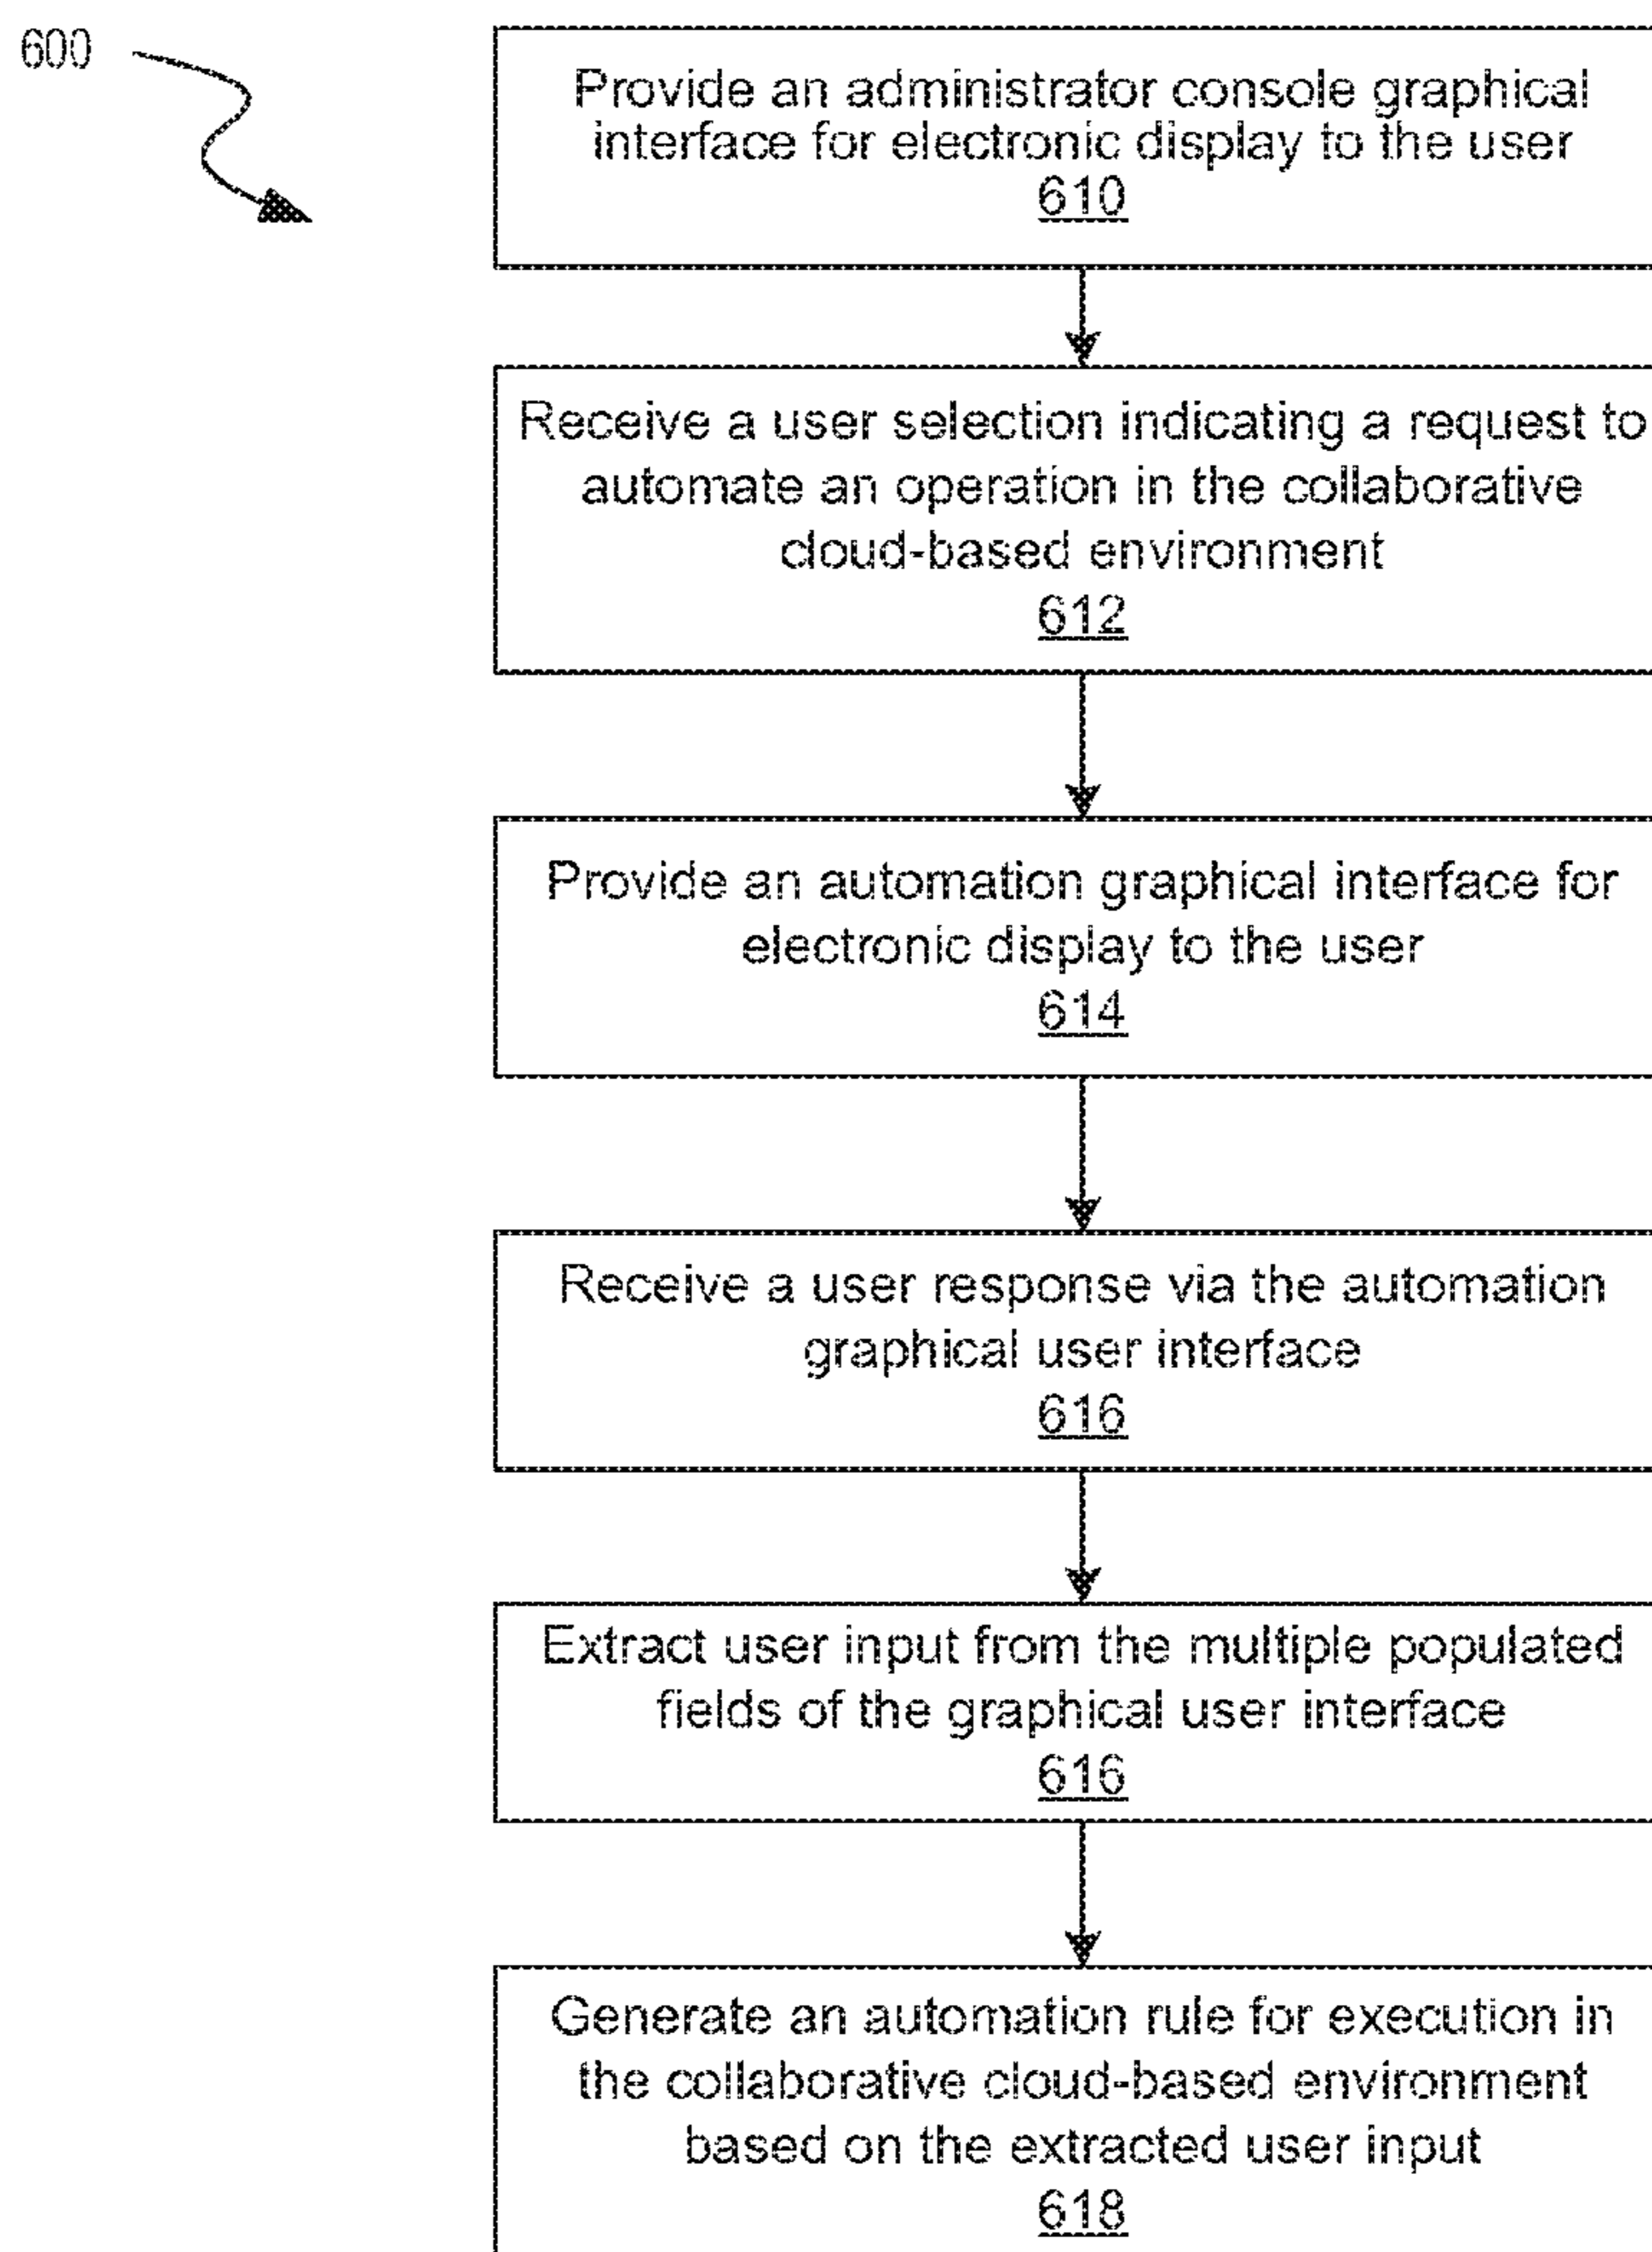 600
Provide an administrator console graphical
interface for electronic display to the user
610
Receive a user selection indicating a request to
automate an operation in the collaborative
cloud-based environment
612
Provide an automation graphical interface for
electronic display to the user
614
Receive a user response via the automation
graphical user interface
616
Extract user input from the multiple populated
fields of the graphical user interface
616
Generate an automation rule for execution in
the collaborative cloud-based environment
based on the extracted user input
618